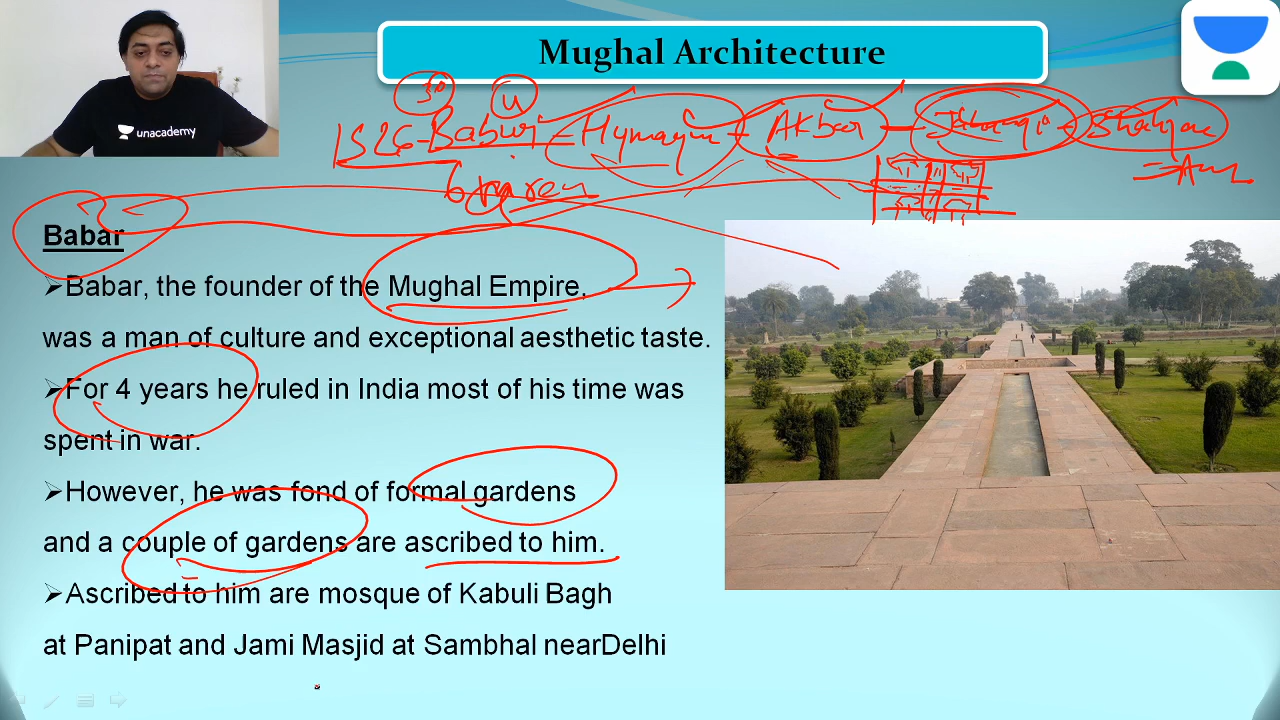 Mughal Architecture
unacademy
30 U
1526-Babur - Humayun - Akbar - Jahangir - Shahjan
Babar
➢Babar, the founder of the Mughal Empire,
was a man of culture and exceptional aesthetic taste.
➢For 4 years he ruled in India most of his time was
spent in war.
➢However, he was fond of formal gardens
and a couple of gardens are ascribed to him.
➢Ascribed to him are mosque of Kabuli Bagh
at Panipat and Jami Masjid at Sambhal nearDelhi